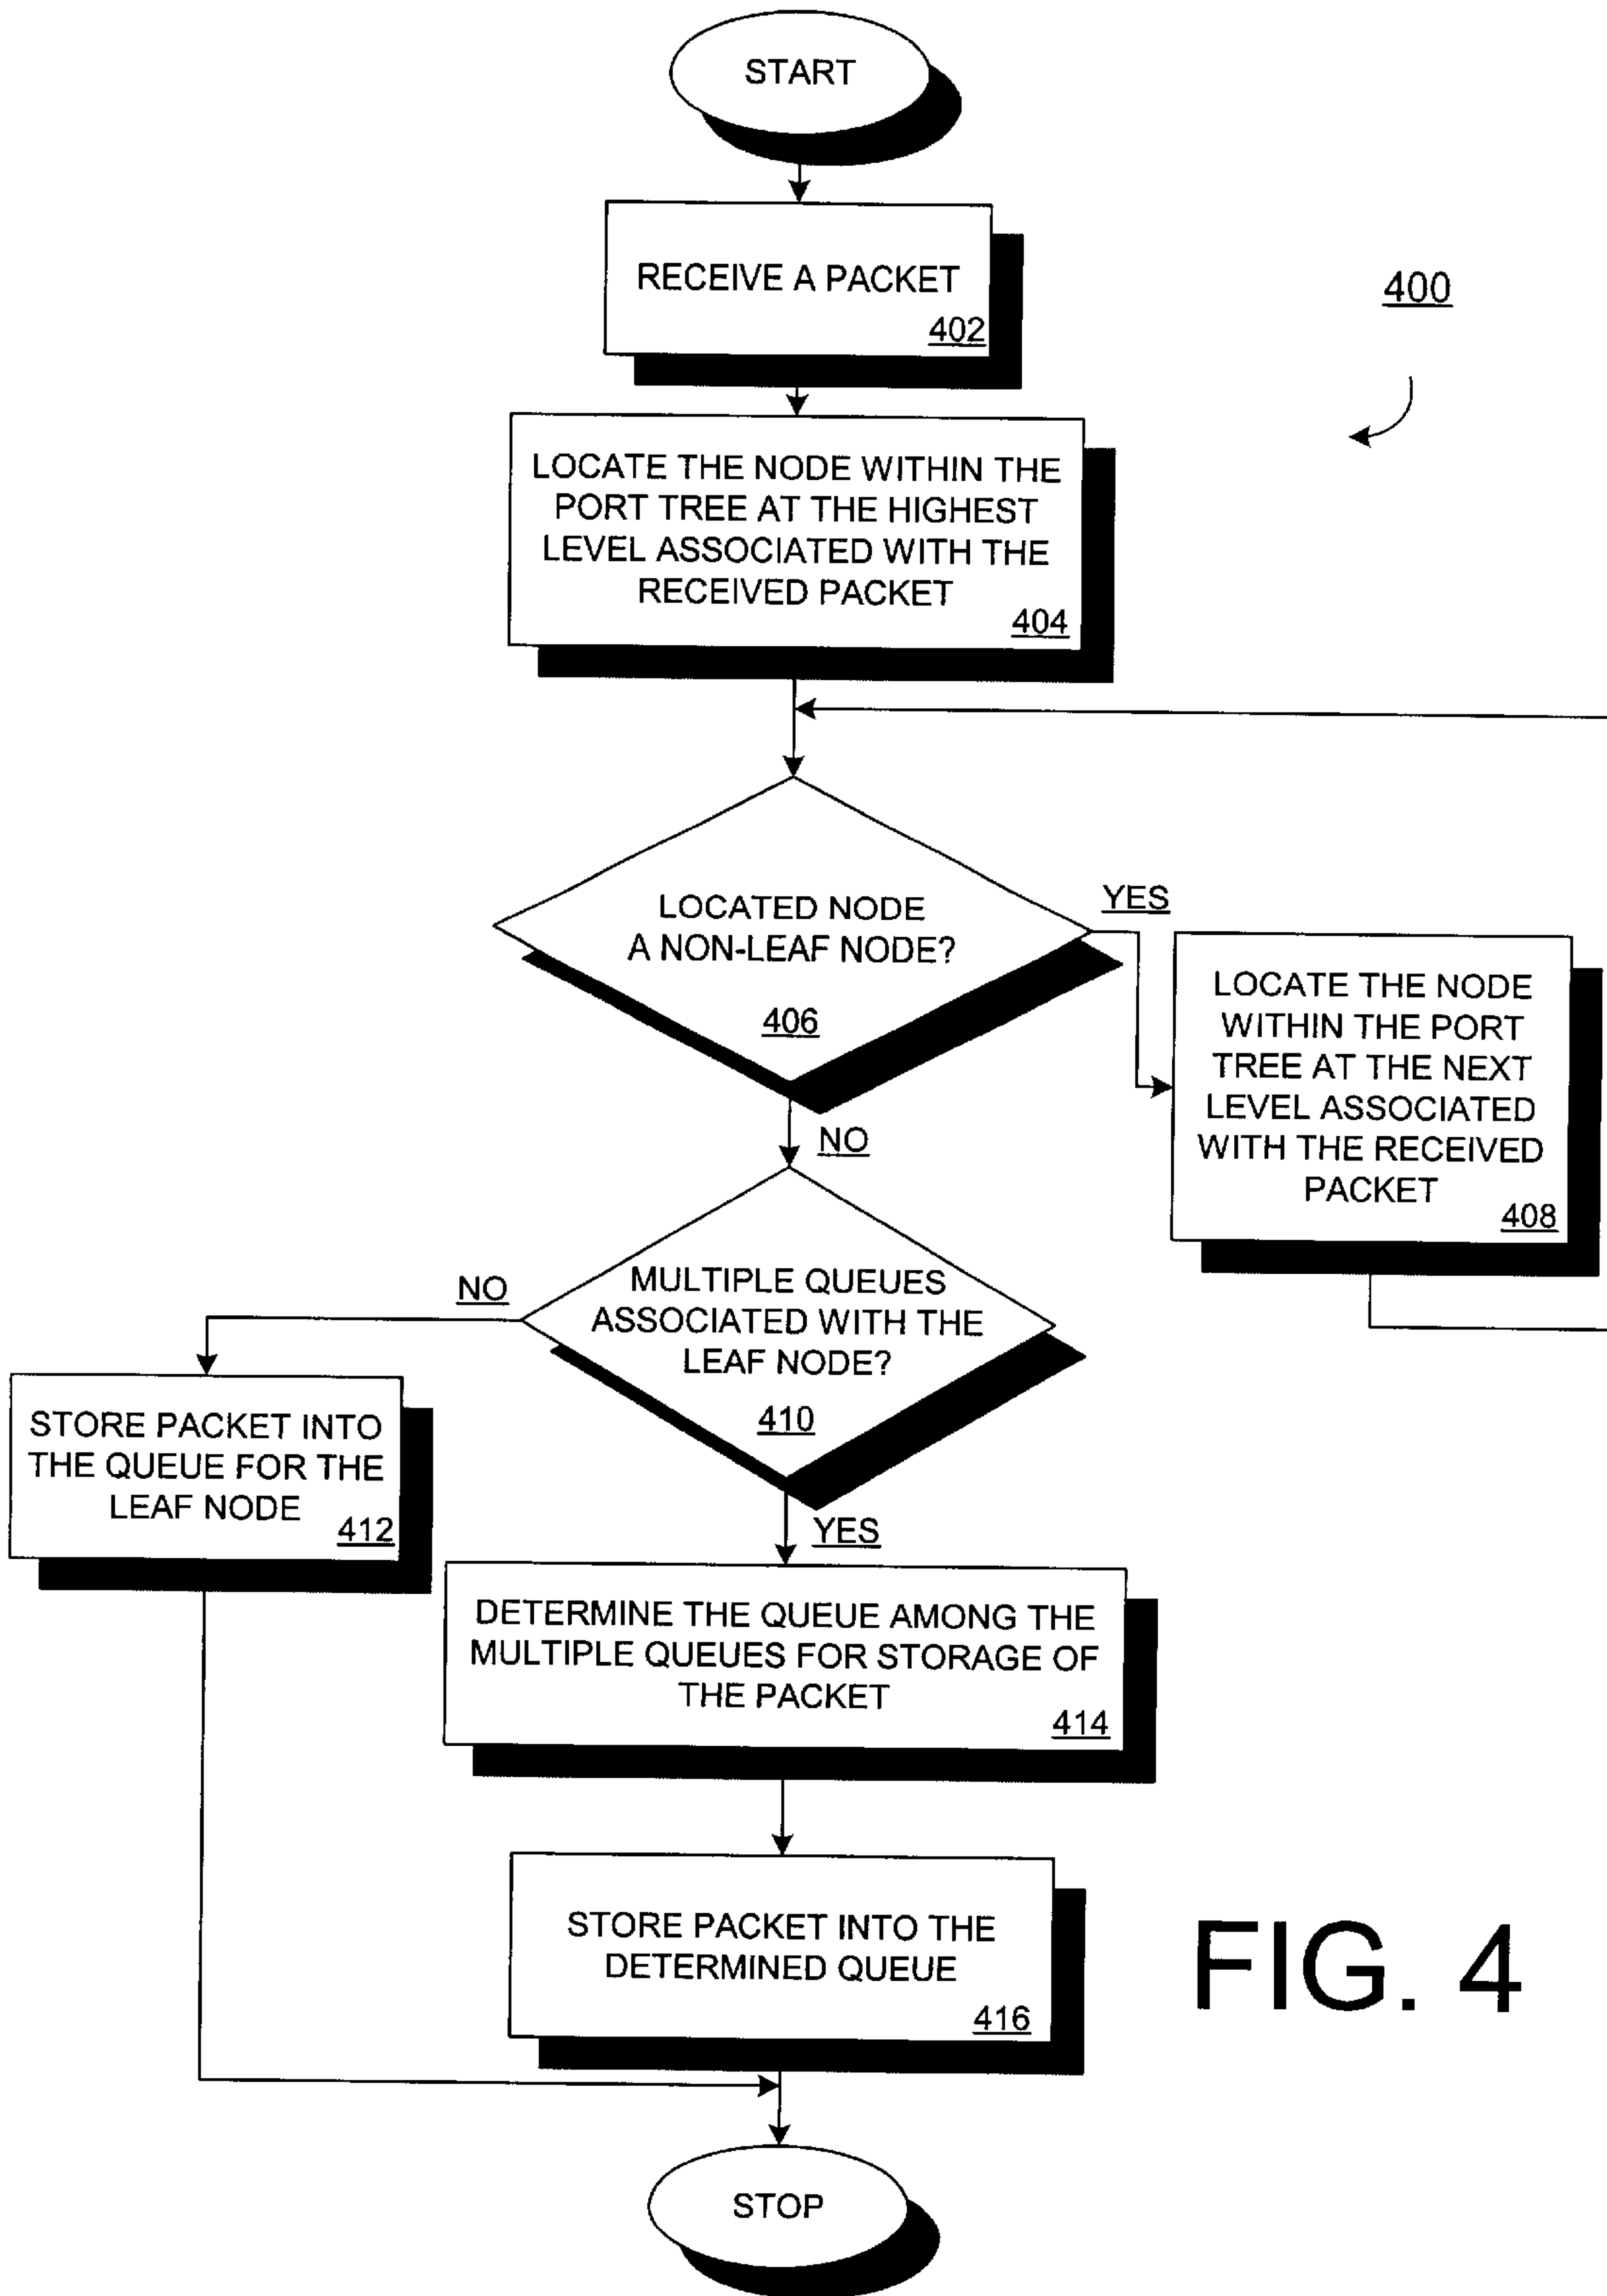 START
RECEIVE A PACKET
402
400
LOCATE THE NODE WITHIN THE
PORT TREE AT THE HIGHEST
LEVEL ASSOCIATED WITH THE
RECEIVED PACKET
404
LOCATED NODE
A NON-LEAF NODE?
406
YES
LOCATE THE NODE
WITHIN THE PORT
TREE AT THE NEXT
LEVEL ASSOCIATED
WITH THE RECEIVED
PACKET
408
NO
MULTIPLE QUEUES
ASSOCIATED WITH THE
LEAF NODE?
410
NO
STORE PACKET INTO
THE QUEUE FOR THE
LEAF NODE
412
YES
DETERMINE THE QUEUE AMONG THE
MULTIPLE QUEUES FOR STORAGE OF
THE PACKET
414
STORE PACKET INTO THE
DETERMINED QUEUE
416
FIG. 4
STOP